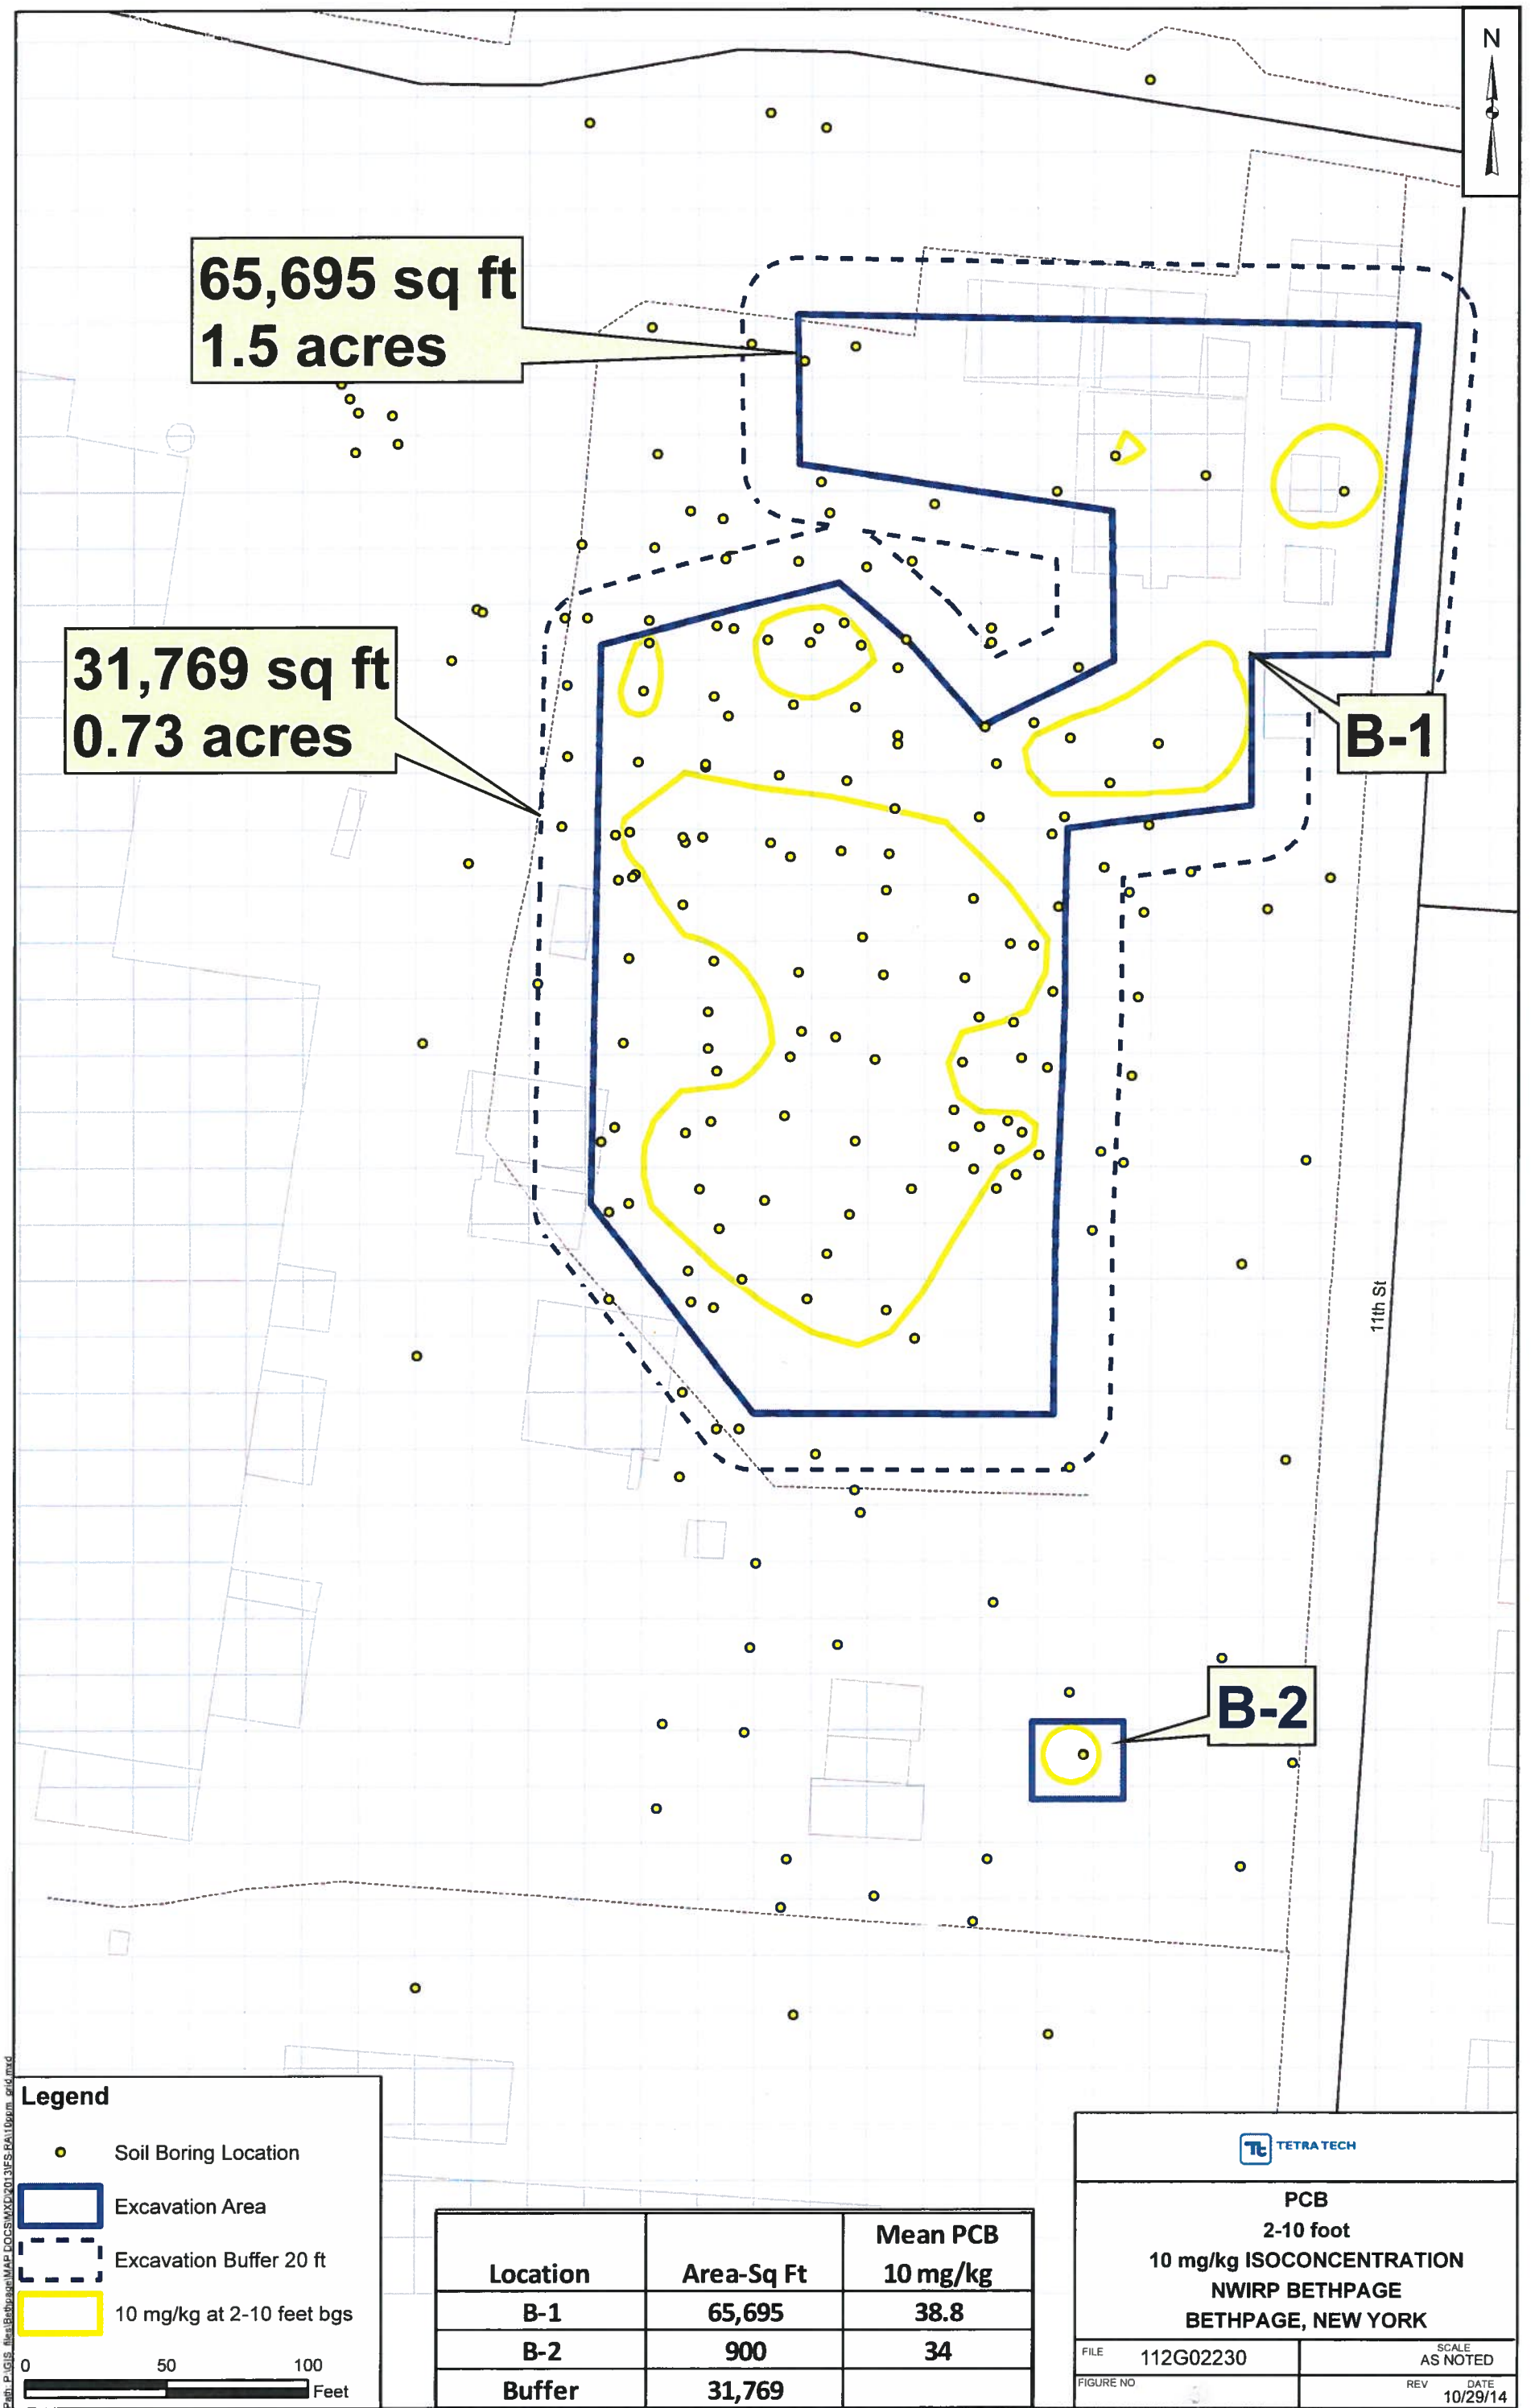 N
65,695 sq ft
1.5 acres
31,769 sq ft
0.73 acres
B-1
11th St
B-2
Legend
Soil Boring Location
Excavation Area
Excavation Buffer 20 ft
10 mg/kg at 2-10 feet bgs
0 50 100
Feet
Location Area-Sq Ft Mean PCB 10 mg/kg
B-1 65,695 38.8
B-2 900 34
Buffer 31,769
Tt TETRA TECH
PCB
2-10 foot
10 mg/kg ISOCONCENTRATION
NWIRP BETHPAGE
BETHPAGE, NEW YORK
FILE 112G02230
SCALE
AS NOTED
FIGURE NO
REV DATE
10/29/14